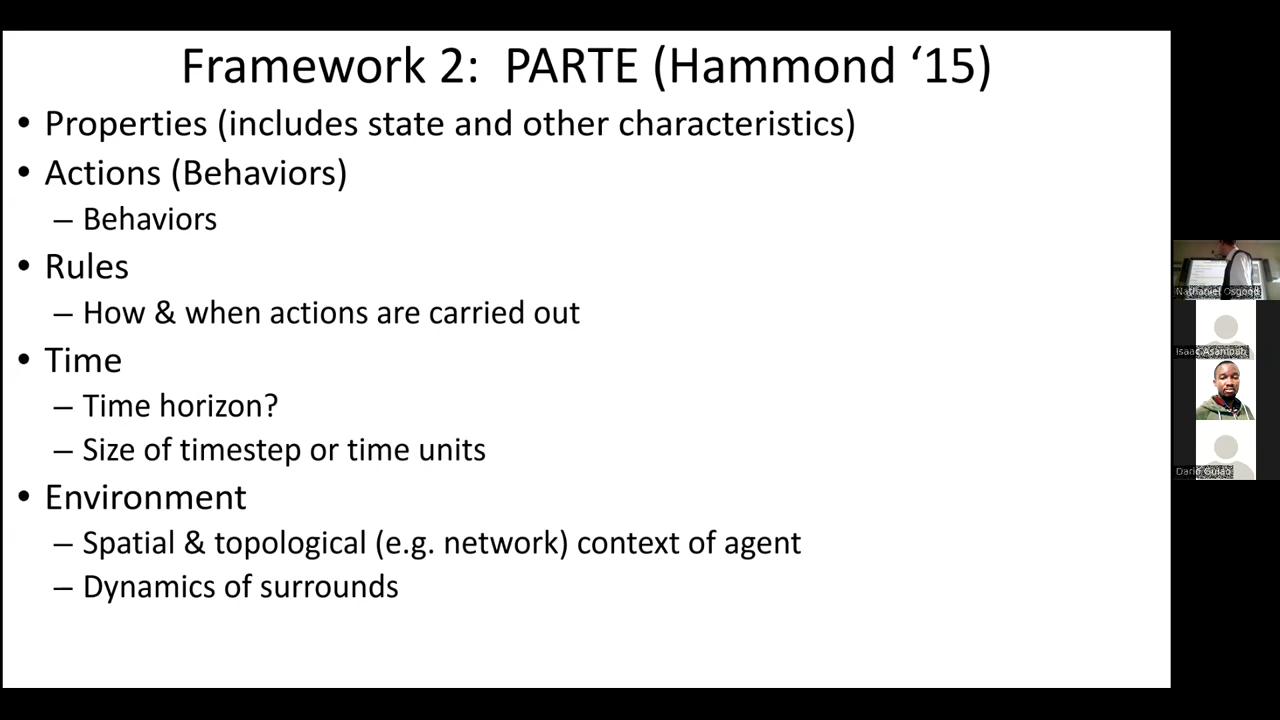 Framework 2:  PARTE (Hammond ‘15)
• Properties (includes state and other characteristics)
• Actions (Behaviors)
– Behaviors
• Rules
– How & when actions are carried out
• Time
– Time horizon?
– Size of timestep or time units
• Environment
– Spatial & topological (e.g. network) context of agent
– Dynamics of surrounds
Nathaniel Osgood
Isaac Asamoah
Dario Gulao